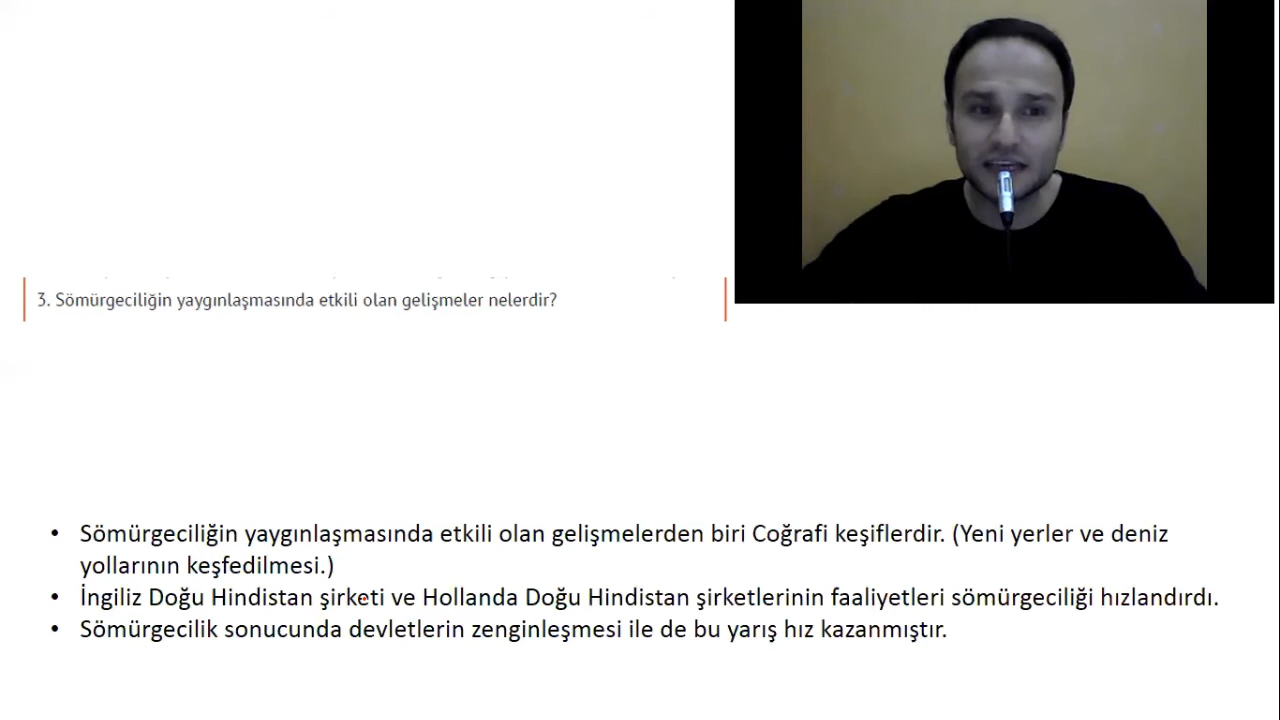 3. Sömürgeciliğin yaygınlaşmasında etkili olan gelişmeler nelerdir?
• Sömürgeciliğin yaygınlaşmasında etkili olan gelişmelerden biri Coğrafi keşiflerdir. (Yeni yerler ve deniz
yollarının keşfedilmesi.)
• İngiliz Doğu Hindistan şirketi ve Hollanda Doğu Hindistan şirketlerinin faaliyetleri sömürgeciliği hızlandırdı.
• Sömürgecilik sonucunda devletlerin zenginleşmesi ile de bu yarış hız kazanmıştır.